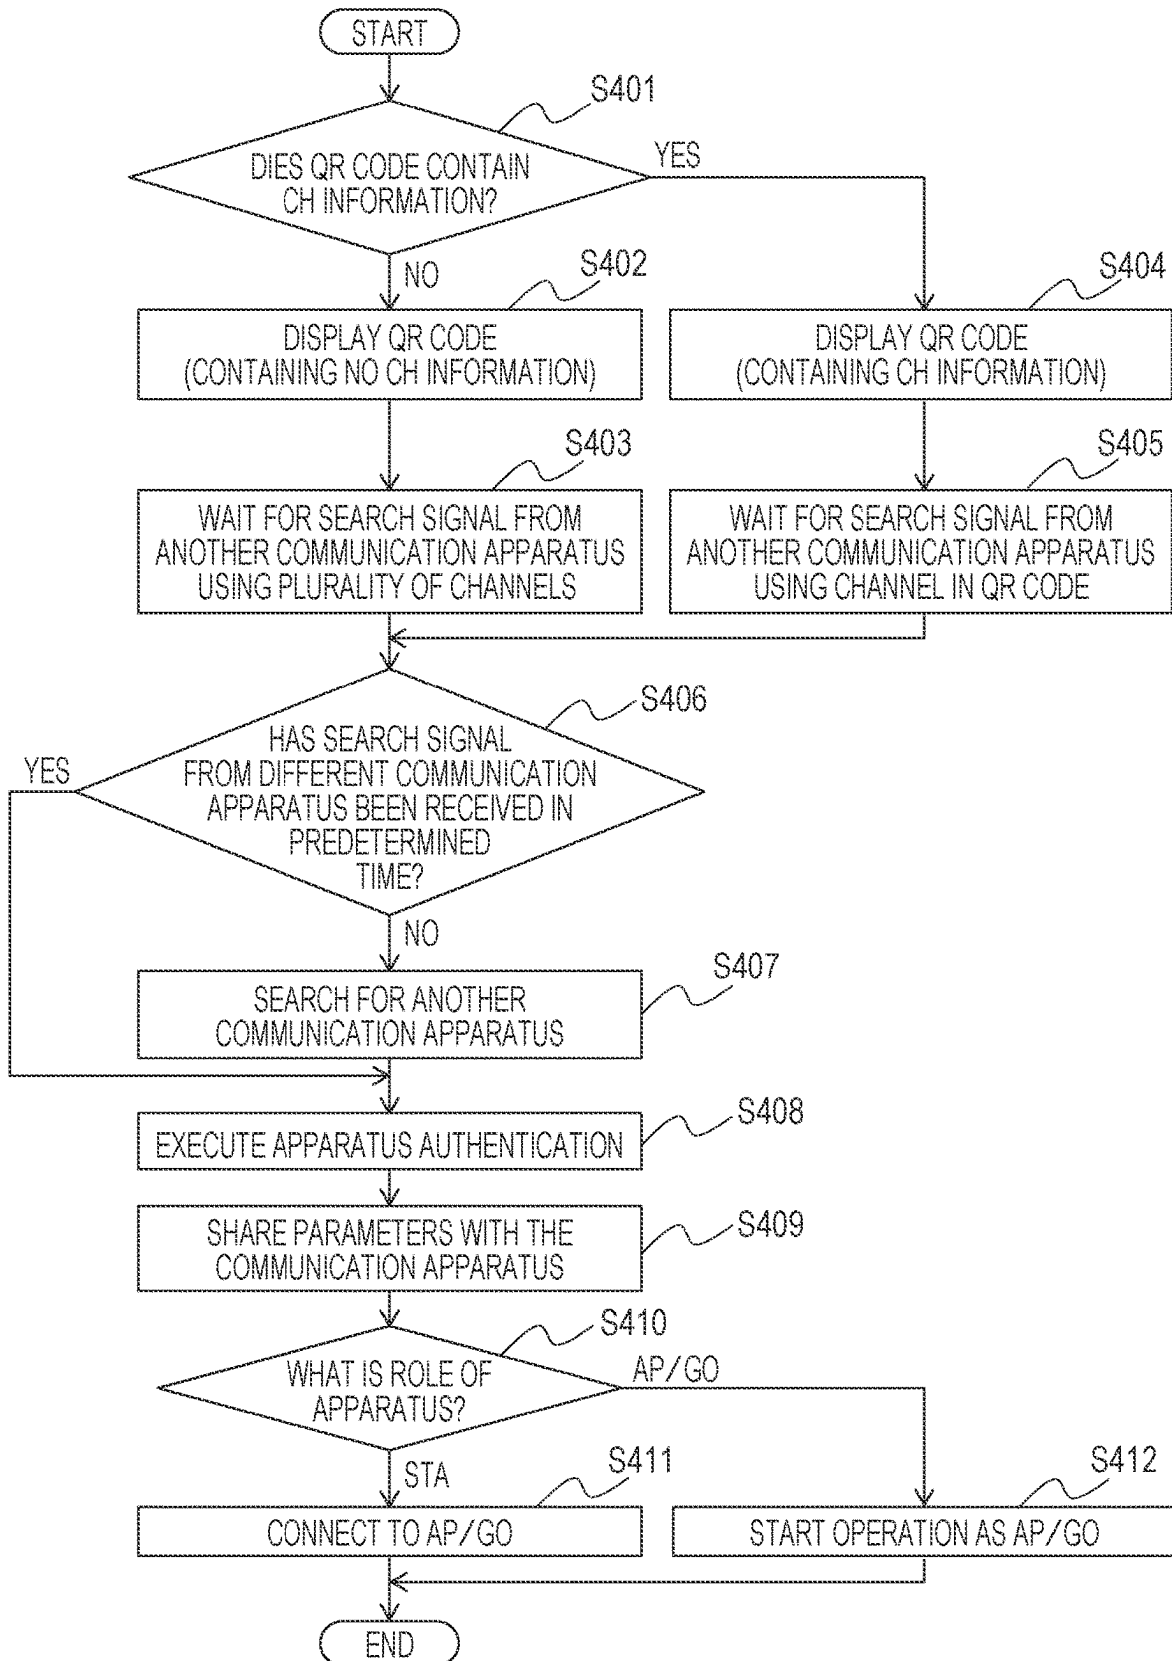 START
S401
DIES QR CODE CONTAIN
CH INFORMATION?
YES
NO
S402
DISPLAY QR CODE
(CONTAINING NO CH INFORMATION)
S404
DISPLAY QR CODE
(CONTAINING CH INFORMATION)
S403
WAIT FOR SEARCH SIGNAL FROM
ANOTHER COMMUNICATION APPARATUS
USING PLURALITY OF CHANNELS
S405
WAIT FOR SEARCH SIGNAL FROM
ANOTHER COMMUNICATION APPARATUS
USING CHANNEL IN QR CODE
S406
HAS SEARCH SIGNAL
FROM DIFFERENT COMMUNICATION
APPARATUS BEEN RECEIVED IN
PREDETERMINED
TIME?
YES
NO
S407
SEARCH FOR ANOTHER
COMMUNICATION APPARATUS
S408
EXECUTE APPARATUS AUTHENTICATION
S409
SHARE PARAMETERS WITH THE
COMMUNICATION APPARATUS
S410
WHAT IS ROLE OF
APPARATUS?
AP/GO
STA
S411
CONNECT TO AP/GO
S412
START OPERATION AS AP/GO
END